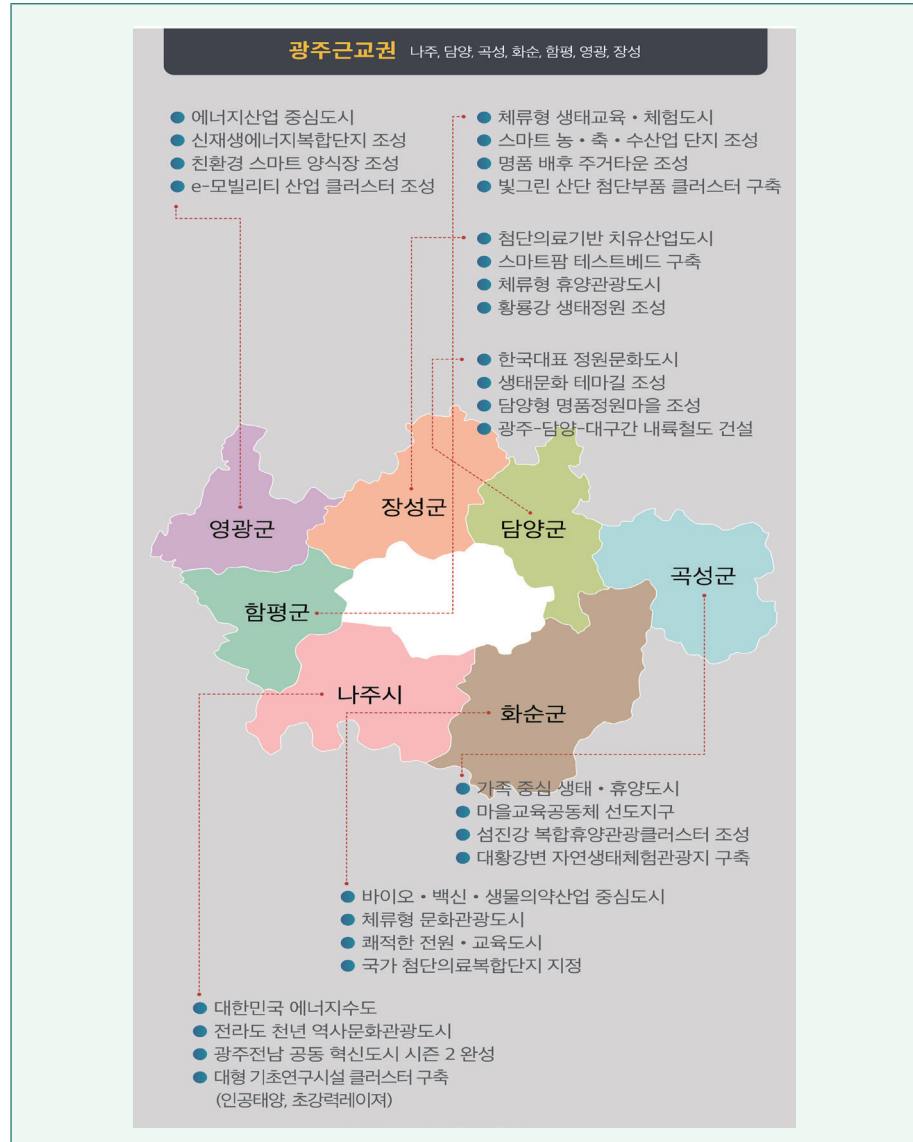 광주근교권 나주, 담양, 곡성, 화순, 함평, 영광, 장성
에너지산업 중심도시
신재생에너지복합단지 조성
친환경 스마트 양식장 조성
e-모빌리티 산업 클러스터 조성
체류형 생태교육・체험도시
스마트 농・축・수산업 단지 조성
명품 배후 주거타운 조성
빛그린 산단 첨단부품 클러스터 구축
첨단의료기반 치유산업도시
스마트팜 테스트베드 구축
체류형 휴양관광도시
황룡강 생태정원 조성
한국대표 정원문화도시
생태문화 테마길 조성
담양형 명품정원마을 조성
광주-담양-대구간 내륙철도 건설
영광군
장성군
담양군
곡성군
함평군
나주시
화순군
가족 중심 생태・휴양도시
마을교육공동체 선도지구
섬진강 복합휴양관광클러스터 조성
대황강변 자연생태체험관광지 구축
바이오・백신・생물의약산업 중심도시
체류형 문화관광도시
쾌적한 전원・교육도시
국가 첨단의료복합단지 지정
대한민국 에너지수도
전라도 천년 역사문화관광도시
광주전남 공동 혁신도시 시즌 2 완성
대형 기초연구시설 클러스터 구축
(인공태양, 초강력레이져)